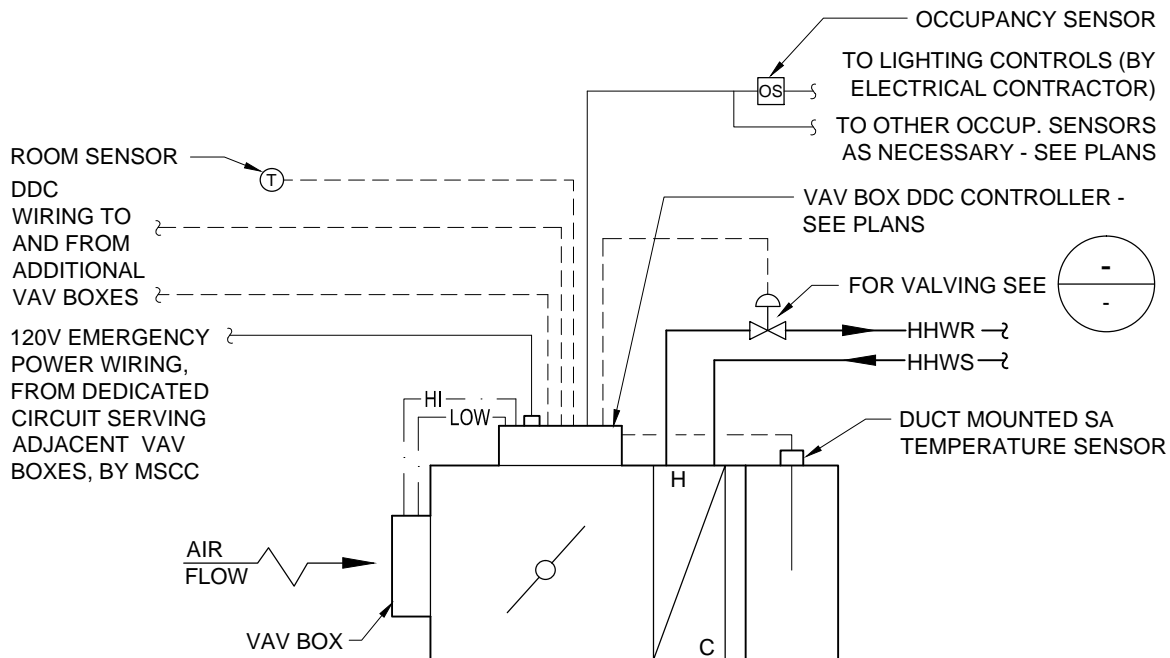 OCCUPANCY SENSOR
OS
TO LIGHTING CONTROLS (BY
ELECTRICAL CONTRACTOR)
TO OTHER OCCUP. SENSORS
AS NECESSARY - SEE PLANS
ROOM SENSOR
T
DDC
WIRING TO
AND FROM
ADDITIONAL
VAV BOXES
VAV BOX DDC CONTROLLER -
SEE PLANS
FOR VALVING SEE
-
-
120V EMERGENCY
POWER WIRING,
FROM DEDICATED
CIRCUIT SERVING
ADJACENT VAV
BOXES, BY MSCC
HHWR
HHWS
HI
LOW
DUCT MOUNTED SA
TEMPERATURE SENSOR
H
AIR
FLOW
VAV BOX
C